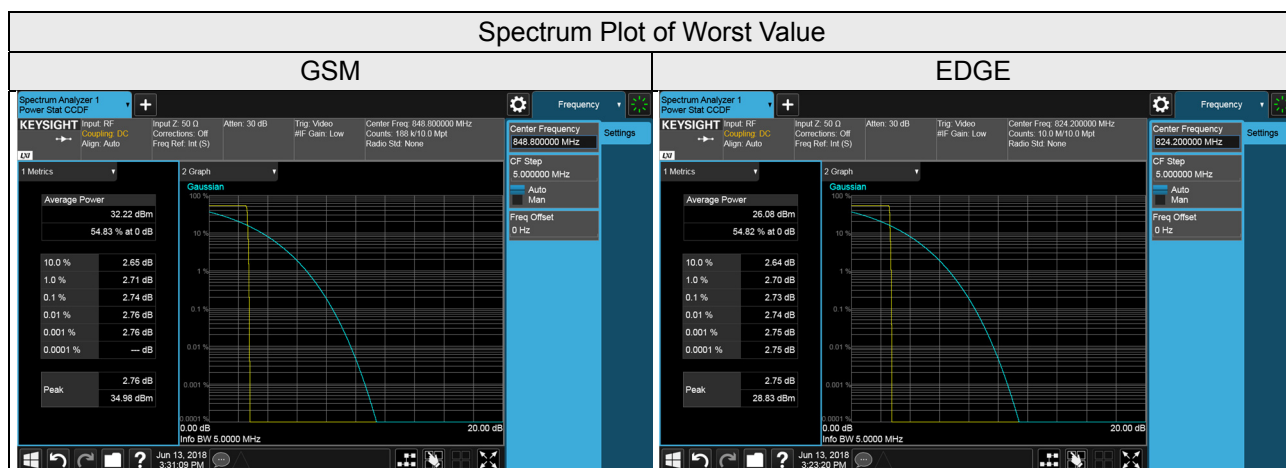 Spectrum Plot of Worst Value
GSM
Spectrum Analyzer 1
Power Stat CCDF
+
Frequency
KEYSIGHT
LXI
Input: RF
Coupling: DC
Align: Auto
Input Z: 50 Ω
Corrections: Off
Freq Ref: Int (S)
Atten: 30 dB
Trig: Video
#IF Gain: Low
Center Freq: 848.800000 MHz
Counts: 188 k/10.0 Mpt
Radio Std: None
Settings
Center Frequency
848.800000 MHz
CF Step
5.000000 MHz
Auto
Man
Freq Offset
0 Hz
1 Metrics
Average Power
32.22 dBm
54.83 % at 0 dB
10.0 % 2.65 dB
1.0 % 2.71 dB
0.1 % 2.74 dB
0.01 % 2.76 dB
0.001 % 2.76 dB
0.0001 % --- dB
Peak
2.76 dB
34.98 dBm
2 Graph
Gaussian
100 %
10 %
1 %
0.1 %
0.01 %
0.001 %
0.0001 %
0.00 dB 20.00 dB
Info BW 5.0000 MHz
? Jun 13, 2018
3:31:09 PM
EDGE
Spectrum Analyzer 1
Power Stat CCDF
+
Frequency
KEYSIGHT
LXI
Input: RF
Coupling: DC
Align: Auto
Input Z: 50 Ω
Corrections: Off
Freq Ref: Int (S)
Atten: 30 dB
Trig: Video
#IF Gain: Low
Center Freq: 824.200000 MHz
Counts: 10.0 M/10.0 Mpt
Radio Std: None
Settings
Center Frequency
824.200000 MHz
CF Step
5.000000 MHz
Auto
Man
Freq Offset
0 Hz
1 Metrics
Average Power
26.08 dBm
54.82 % at 0 dB
10.0 % 2.64 dB
1.0 % 2.70 dB
0.1 % 2.73 dB
0.01 % 2.74 dB
0.001 % 2.75 dB
0.0001 % 2.75 dB
Peak
2.75 dB
28.83 dBm
2 Graph
Gaussian
100 %
10 %
1 %
0.1 %
0.01 %
0.001 %
0.0001 %
0.00 dB 20.00 dB
Info BW 5.0000 MHz
? Jun 13, 2018
3:23:20 PM